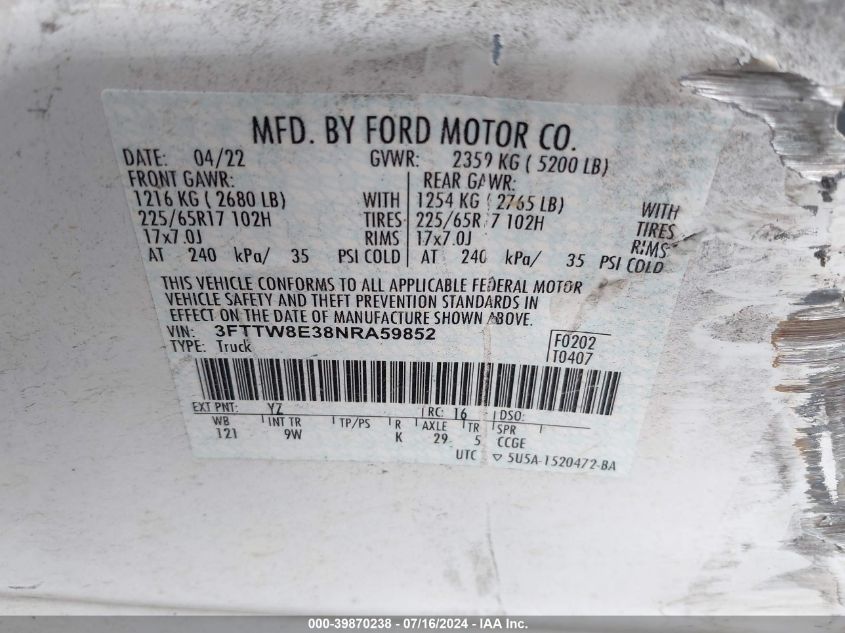 MFD. BY FORD MOTOR CO.
DATE: 04/22 GVWR: 2359 KG ( 5200 LB)
FRONT GAWR: REAR GAWR:
1216 KG ( 2680 LB) WITH 1254 KG ( 2765 LB) WITH
225/65R17 102H TIRES 225/65R17 102H TIRES
17x7.0J RIMS 17x7.0J RIMS
AT 240 kPa/ 35 PSI COLD AT 240 kPa/ 35 PSI COLD
THIS VEHICLE CONFORMS TO ALL APPLICABLE FEDERAL MOTOR
VEHICLE SAFETY AND THEFT PREVENTION STANDARDS IN
EFFECT ON THE DATE OF MANUFACTURE SHOWN ABOVE.
VIN: 3FTTW8E38NRA59852
TYPE: Truck
F0202
T0407
EXT PNT: YZ RC: 16 DSO:
WB INT TR TP/PS R AXLE TR SPR
121 9W K 29 5 CCGE
UTC ▽ 5U5A-1520472-BA
000-39870238 - 07/16/2024 - IAA Inc.